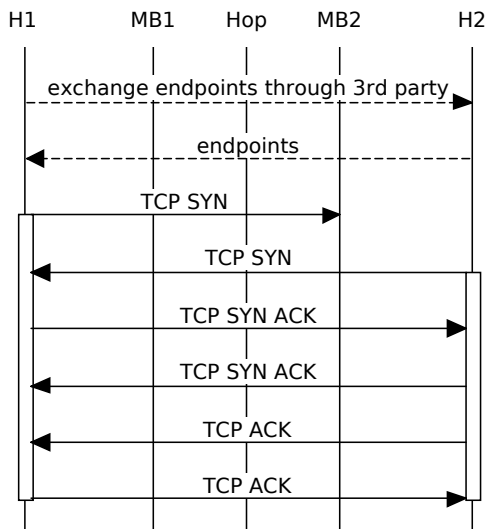 H1 MB1 Hop MB2 H2
exchange endpoints through 3rd party
endpoints
TCP SYN
TCP SYN
TCP SYN ACK
TCP SYN ACK
TCP ACK
TCP ACK